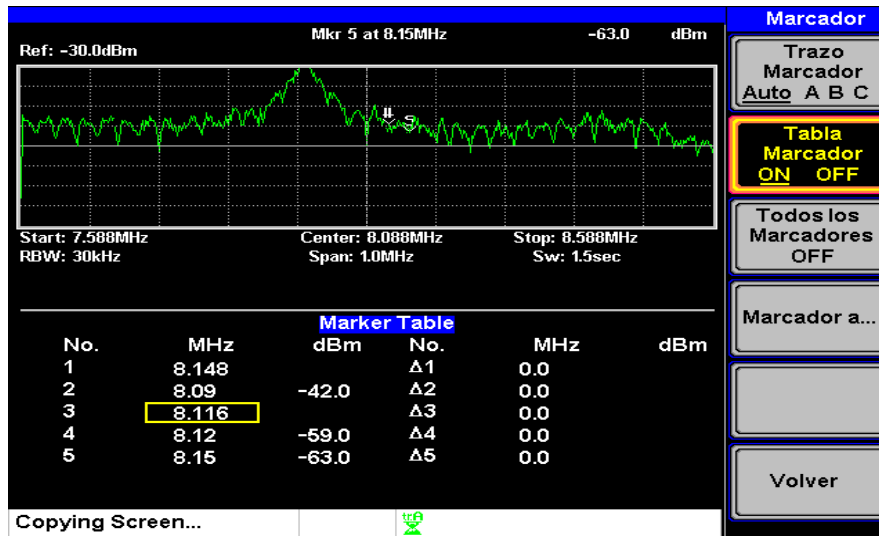 Mkr 5 at 8.15MHz -63.0 dBm
Ref: -30.0dBm
Start: 7.588MHz Center: 8.088MHz Stop: 8.588MHz
RBW: 30kHz Span: 1.0MHz Sw: 1.5sec
Marker Table
No. MHz dBm No. MHz dBm
1 8.148 Δ1 0.0
2 8.09 -42.0 Δ2 0.0
3 8.116 Δ3 0.0
4 8.12 -59.0 Δ4 0.0
5 8.15 -63.0 Δ5 0.0
Copying Screen...
trA
Marcador
Trazo
Marcador
Auto A B C
Tabla
Marcador
ON OFF
Todos los
Marcadores
OFF
Marcador a...
Volver